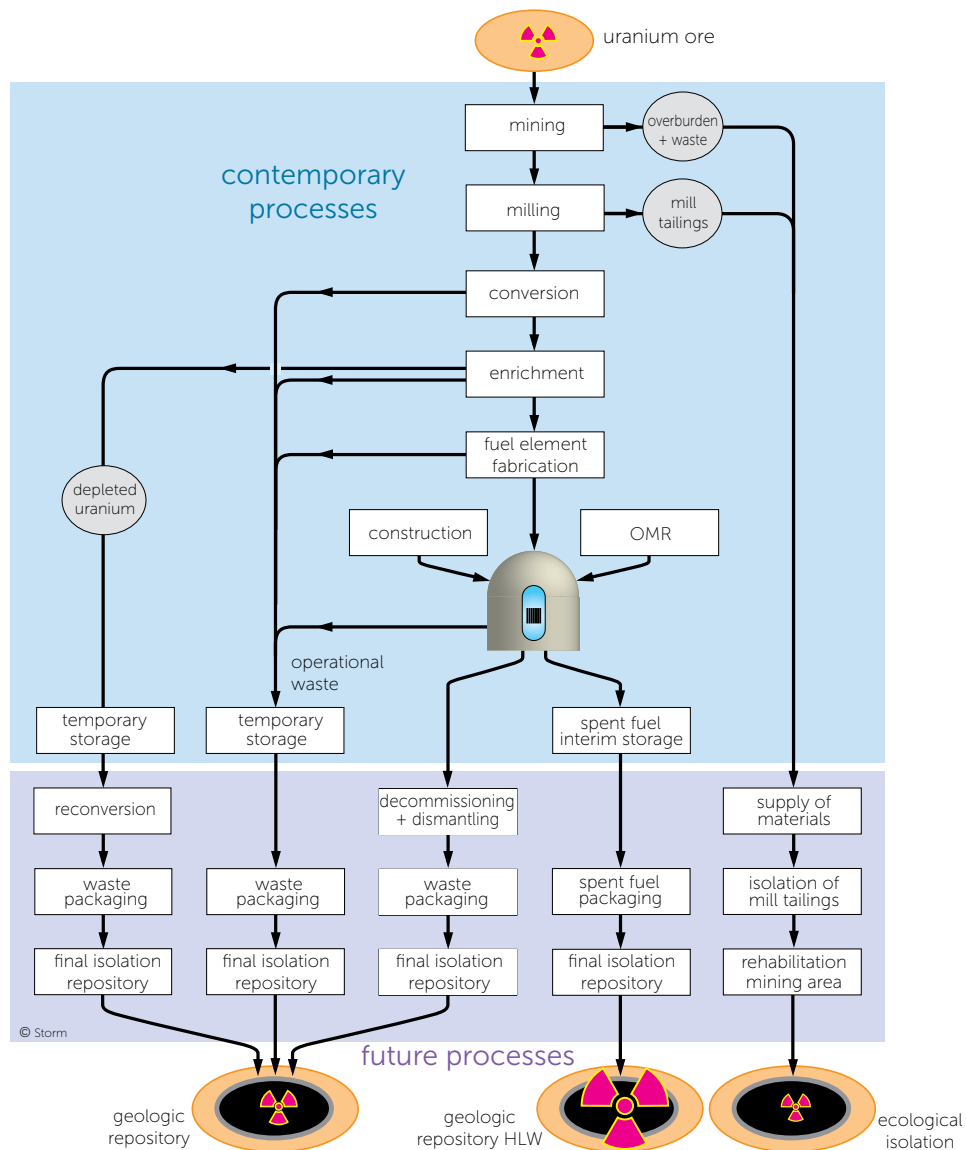 uranium ore
mining
overburden
+ waste
contemporary
processes
milling
mill
tailings
conversion
enrichment
fuel element
fabrication
depleted
uranium
construction
OMR
operational
waste
temporary
storage
temporary
storage
spent fuel
interim storage
reconversion
decommissioning
+ dismantling
supply of
materials
waste
packaging
waste
packaging
waste
packaging
spent fuel
packaging
isolation of
mill tailings
final isolation
repository
final isolation
repository
final isolation
repository
final isolation
repository
rehabilitation
mining area
© Storm
future processes
geologic
repository
geologic
repository HLW
ecological
isolation